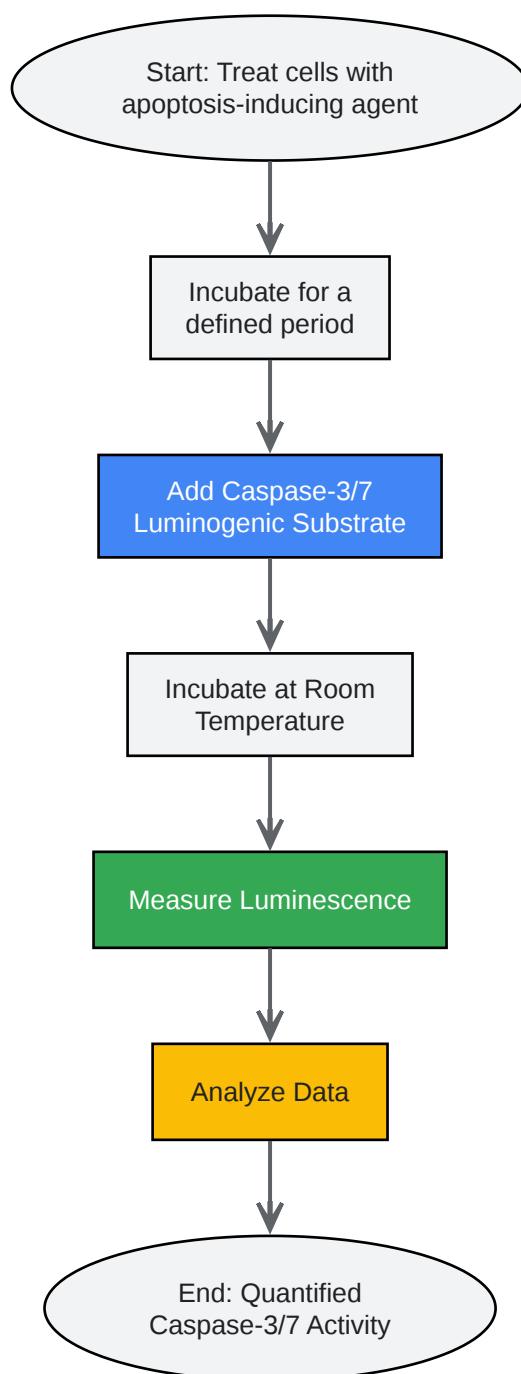 Start: Treat cells with
apoptosis-inducing agent
Incubate for a
defined period
Add Caspase-3/7
Luminogenic Substrate
Incubate at Room
Temperature
Measure Luminescence
Analyze Data
End: Quantified
Caspase-3/7 Activity